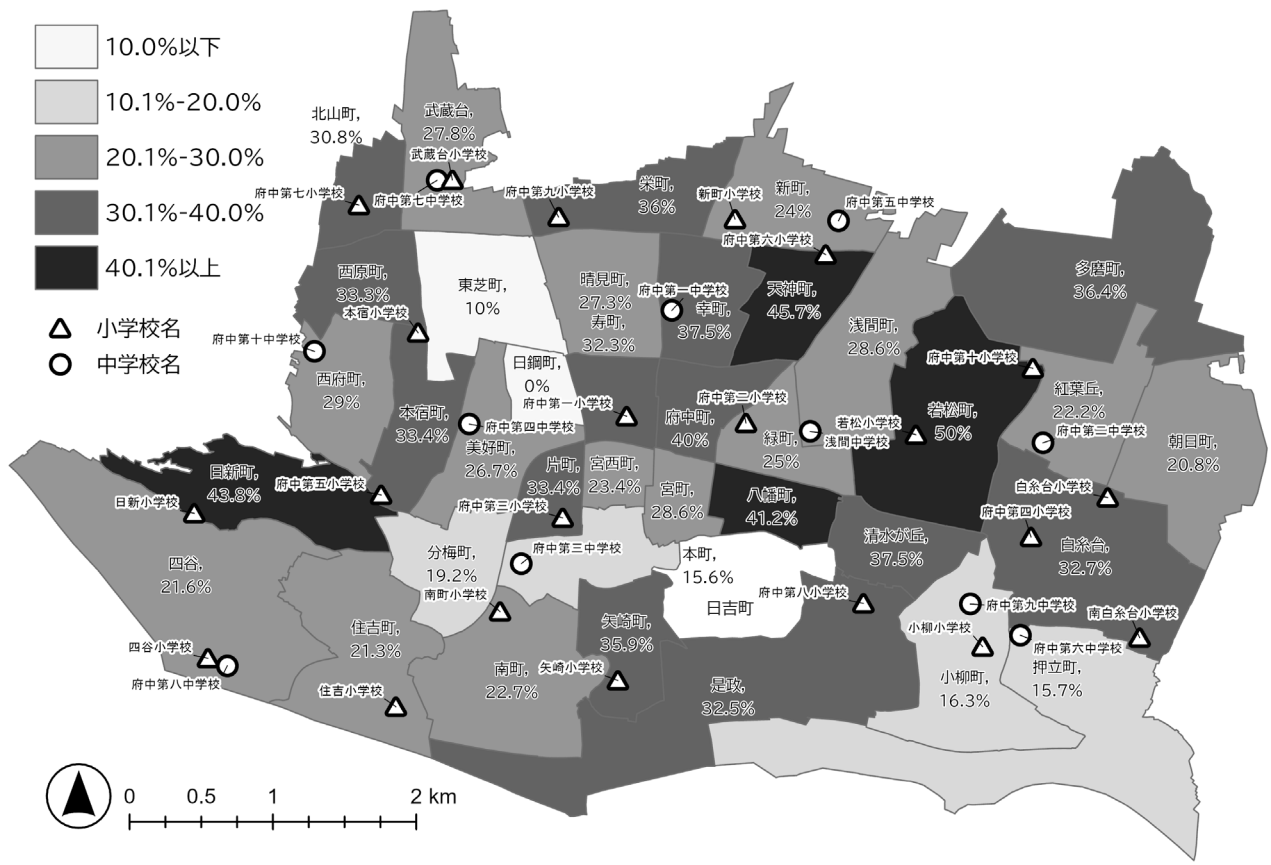 10.0%以下
10.1%-20.0%
20.1%-30.0%
30.1%-40.0%
40.1%以上
小学校名
中学校名
北山町,
30.8%
武蔵台,
27.8%
武蔵台小学校
府中第七小学校
府中第七中学校
府中第九小学校
栄町,
36%
新町小学校
新町,
24%
府中第五中学校
府中第六小学校
西原町,
33.3%
本宿小学校
東芝町,
10%
晴見町,
27.3%
寿町,
32.3%
府中第一中学校
幸町,
37.5%
天神町,
45.7%
浅間町,
28.6%
多磨町,
36.4%
府中第十中学校
西府町,
29%
日鋼町,
0%
府中第一小学校
府中第十小学校
紅葉丘,
22.2%
府中第二中学校
朝日町,
20.8%
本宿町,
33.4%
府中第四中学校
美好町,
26.7%
府中町,
40%
府中第二小学校
緑町,
25%
若松小学校
浅間中学校
若松町,
50%
日新町,
43.8%
日新小学校
府中第五小学校
片町,
33.4%
宮西町,
23.4%
府中第三小学校
宮町,
28.6%
八幡町,
41.2%
白糸台小学校
府中第四小学校
白糸台,
32.7%
清水が丘,
37.5%
四谷,
21.6%
分梅町,
19.2%
府中第三中学校
本町,
15.6%
日吉町
府中第八小学校
南町小学校
府中第九中学校
南白糸台小学校
住吉町,
21.3%
矢崎町,
35.9%
小柳小学校
府中第六中学校
押立町,
15.7%
四谷小学校
府中第八中学校
住吉小学校
南町,
22.7%
矢崎小学校
是政,
32.5%
小柳町,
16.3%
0 0.5 1 2 km